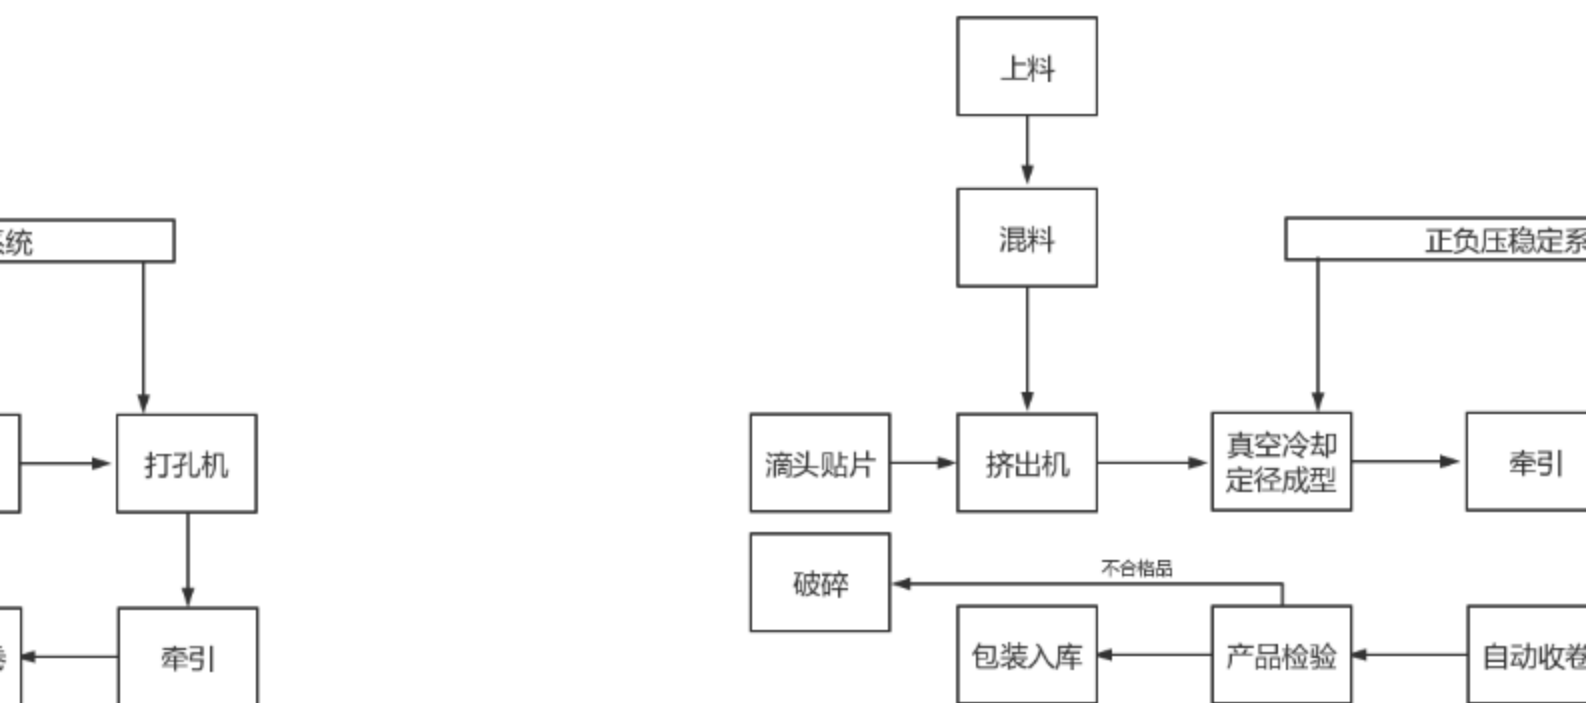 上料
混料
系统
正负压稳定系
打孔机
滴头贴片
挤出机
真空冷却
定径成型
牵引
不合格品
破碎
卷
牵引
包装入库
产品检验
自动收卷